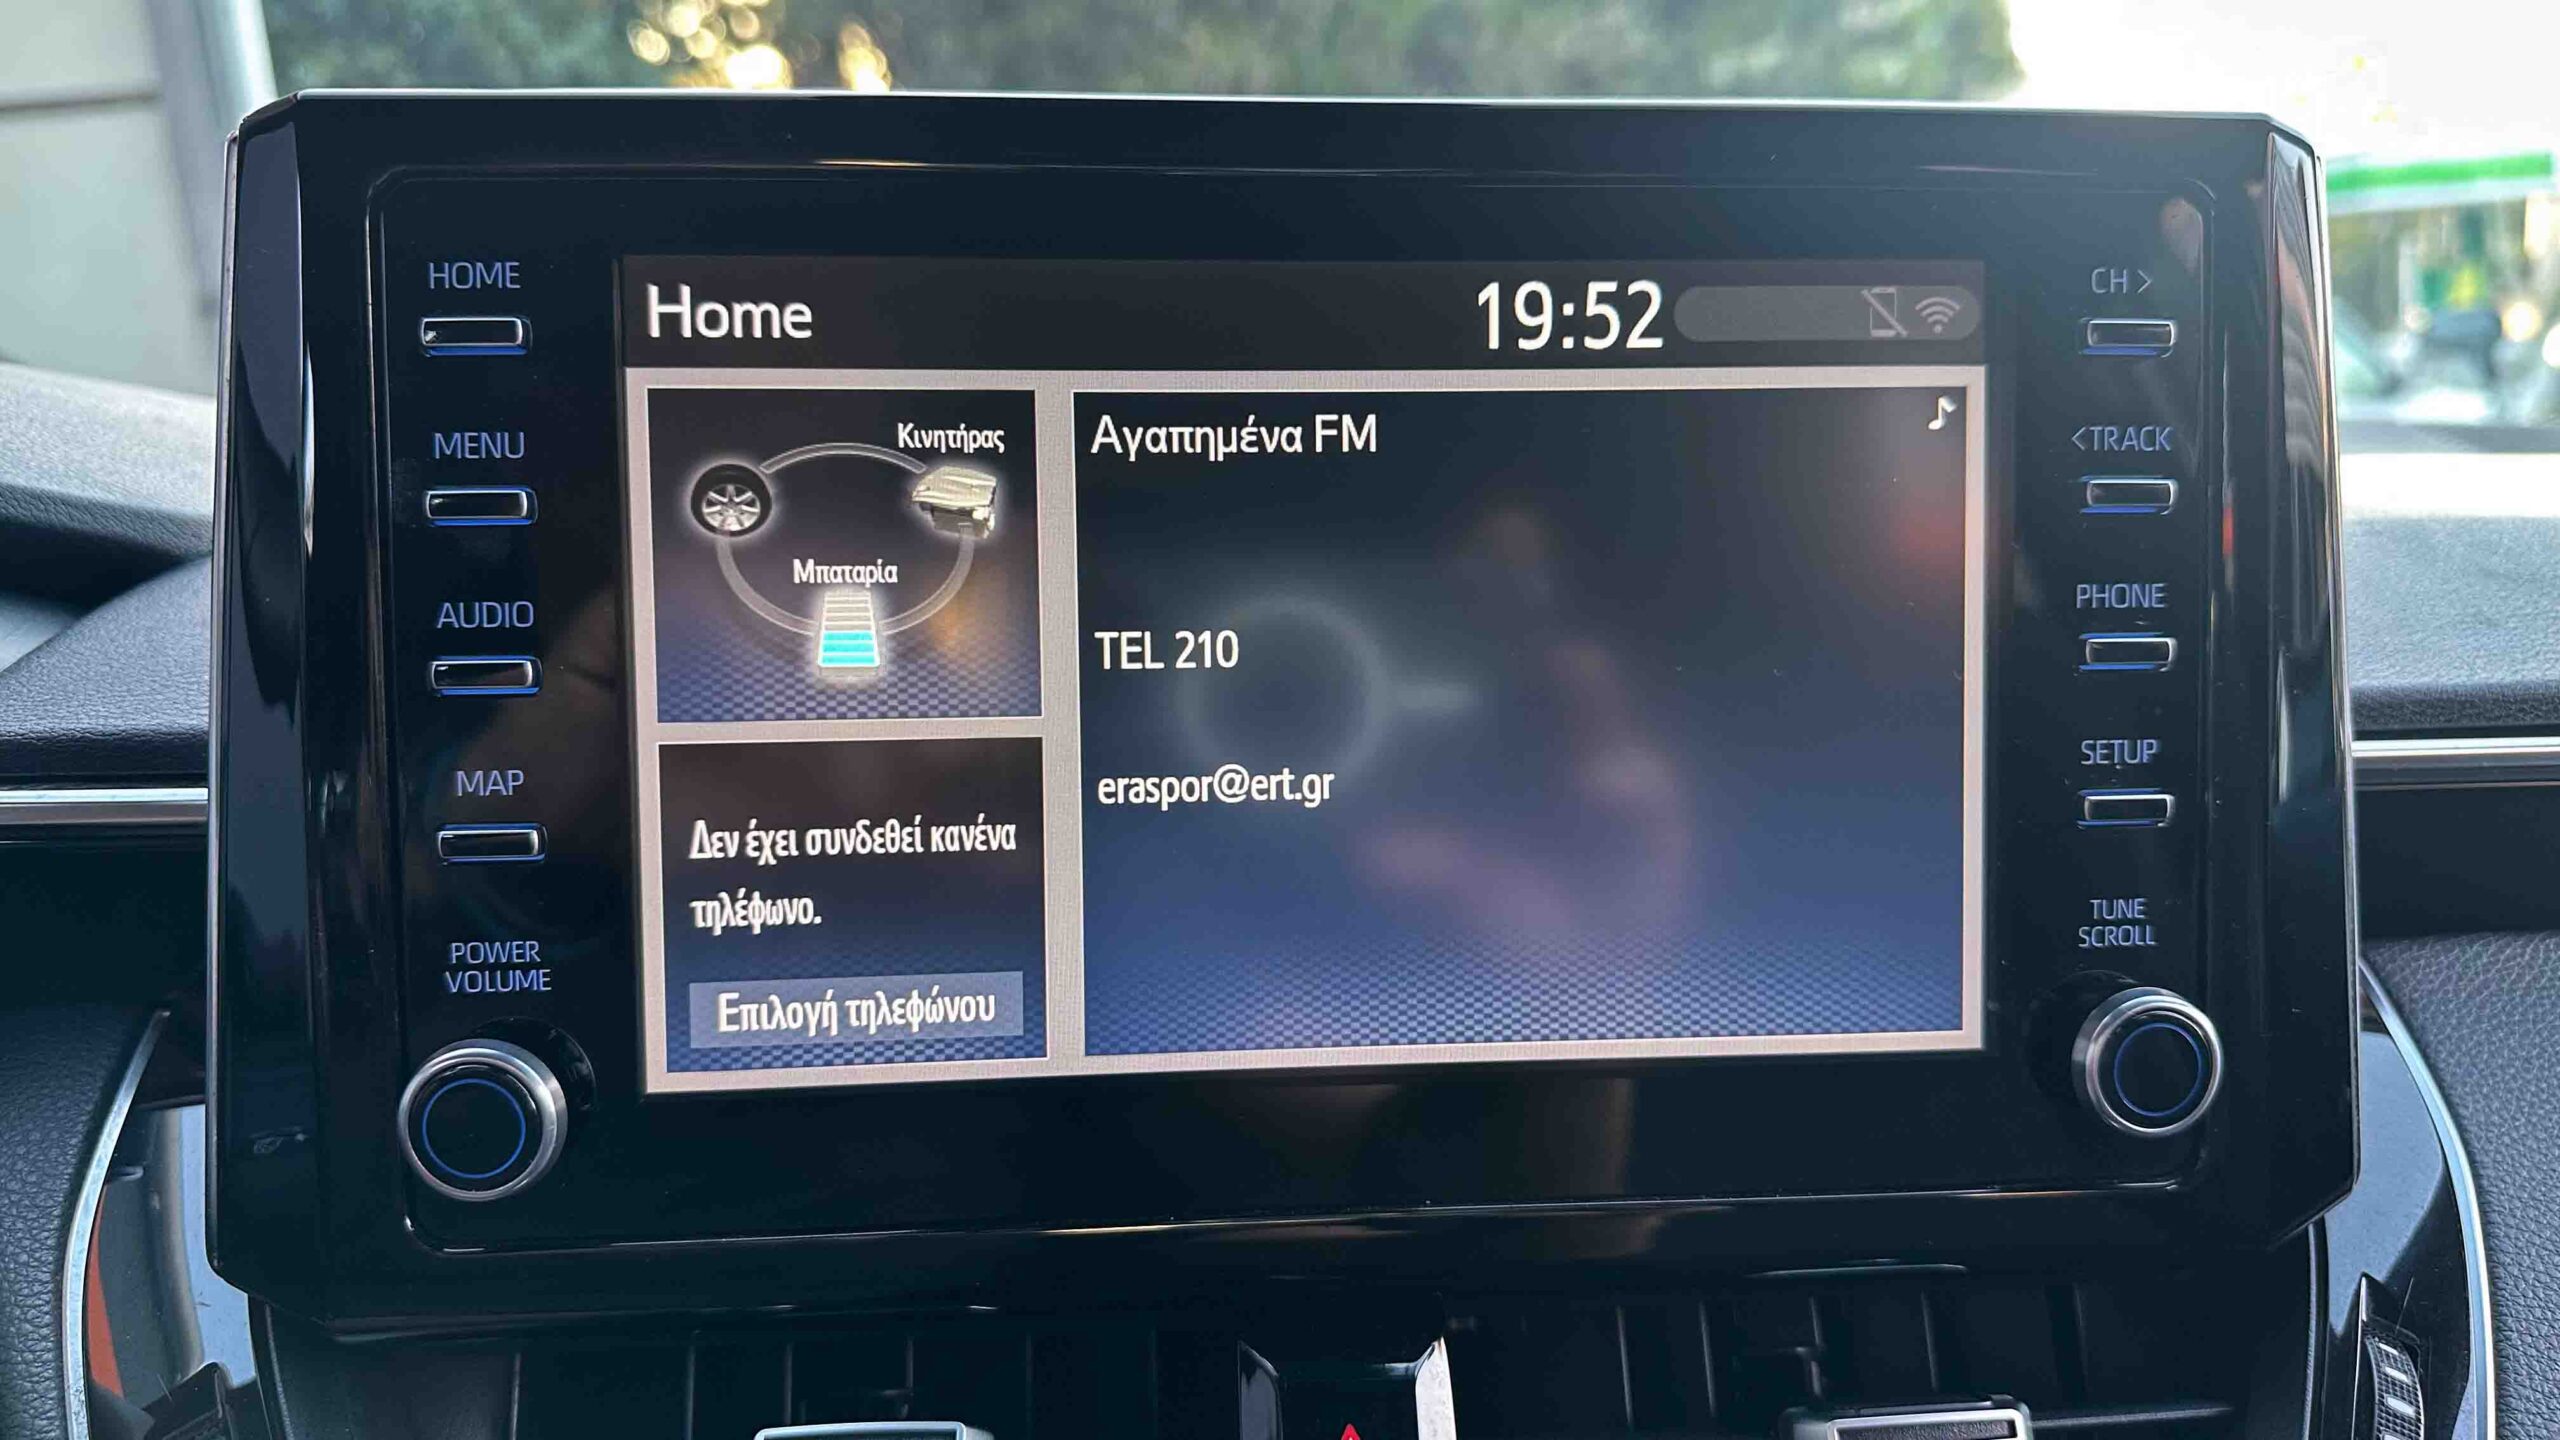 HOME
MENU
AUDIO
MAP
POWER
VOLUME
Home
19:52
Κινητήρας
Μπαταρία
Δεν έχει συνδεθεί κανένα
τηλέφωνο.
Επιλογή τηλεφώνου
Αγαπημένα FM
TEL 210
eraspor@ert.gr
CH >
<TRACK
PHONE
SETUP
TUNE
SCROLL